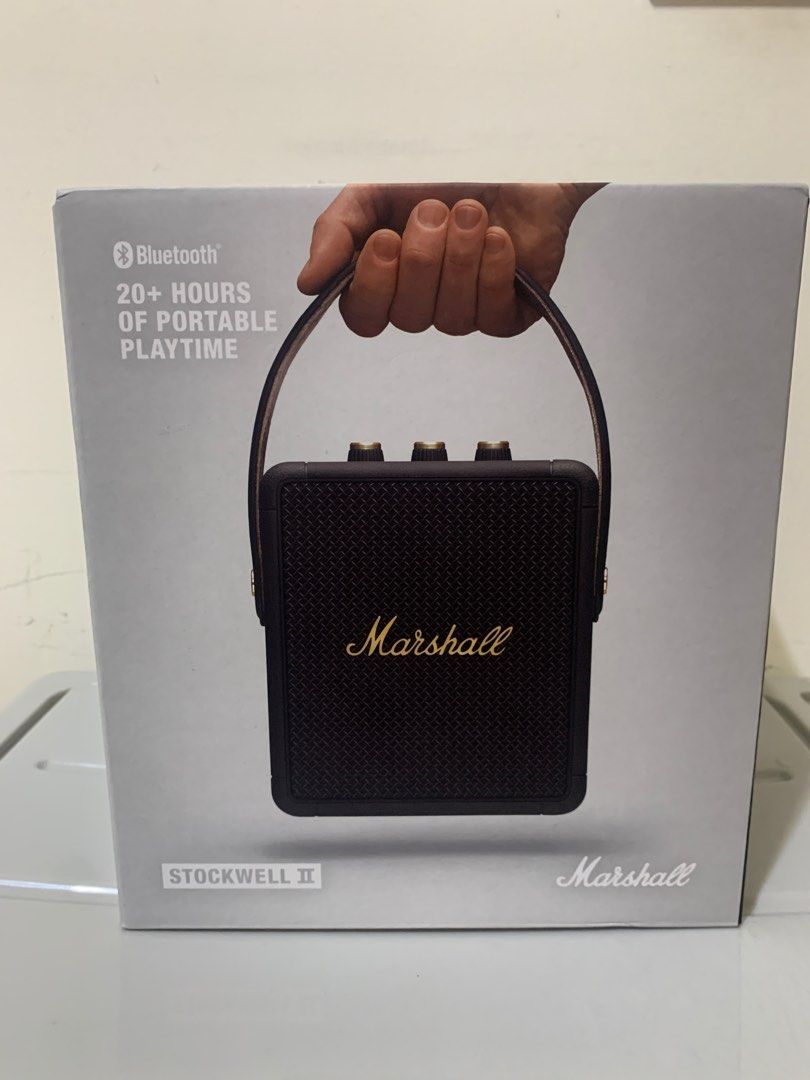 Bluetooth®
20+ HOURS
OF PORTABLE
PLAYTIME
Marshall
STOCKWELL II
Marshall